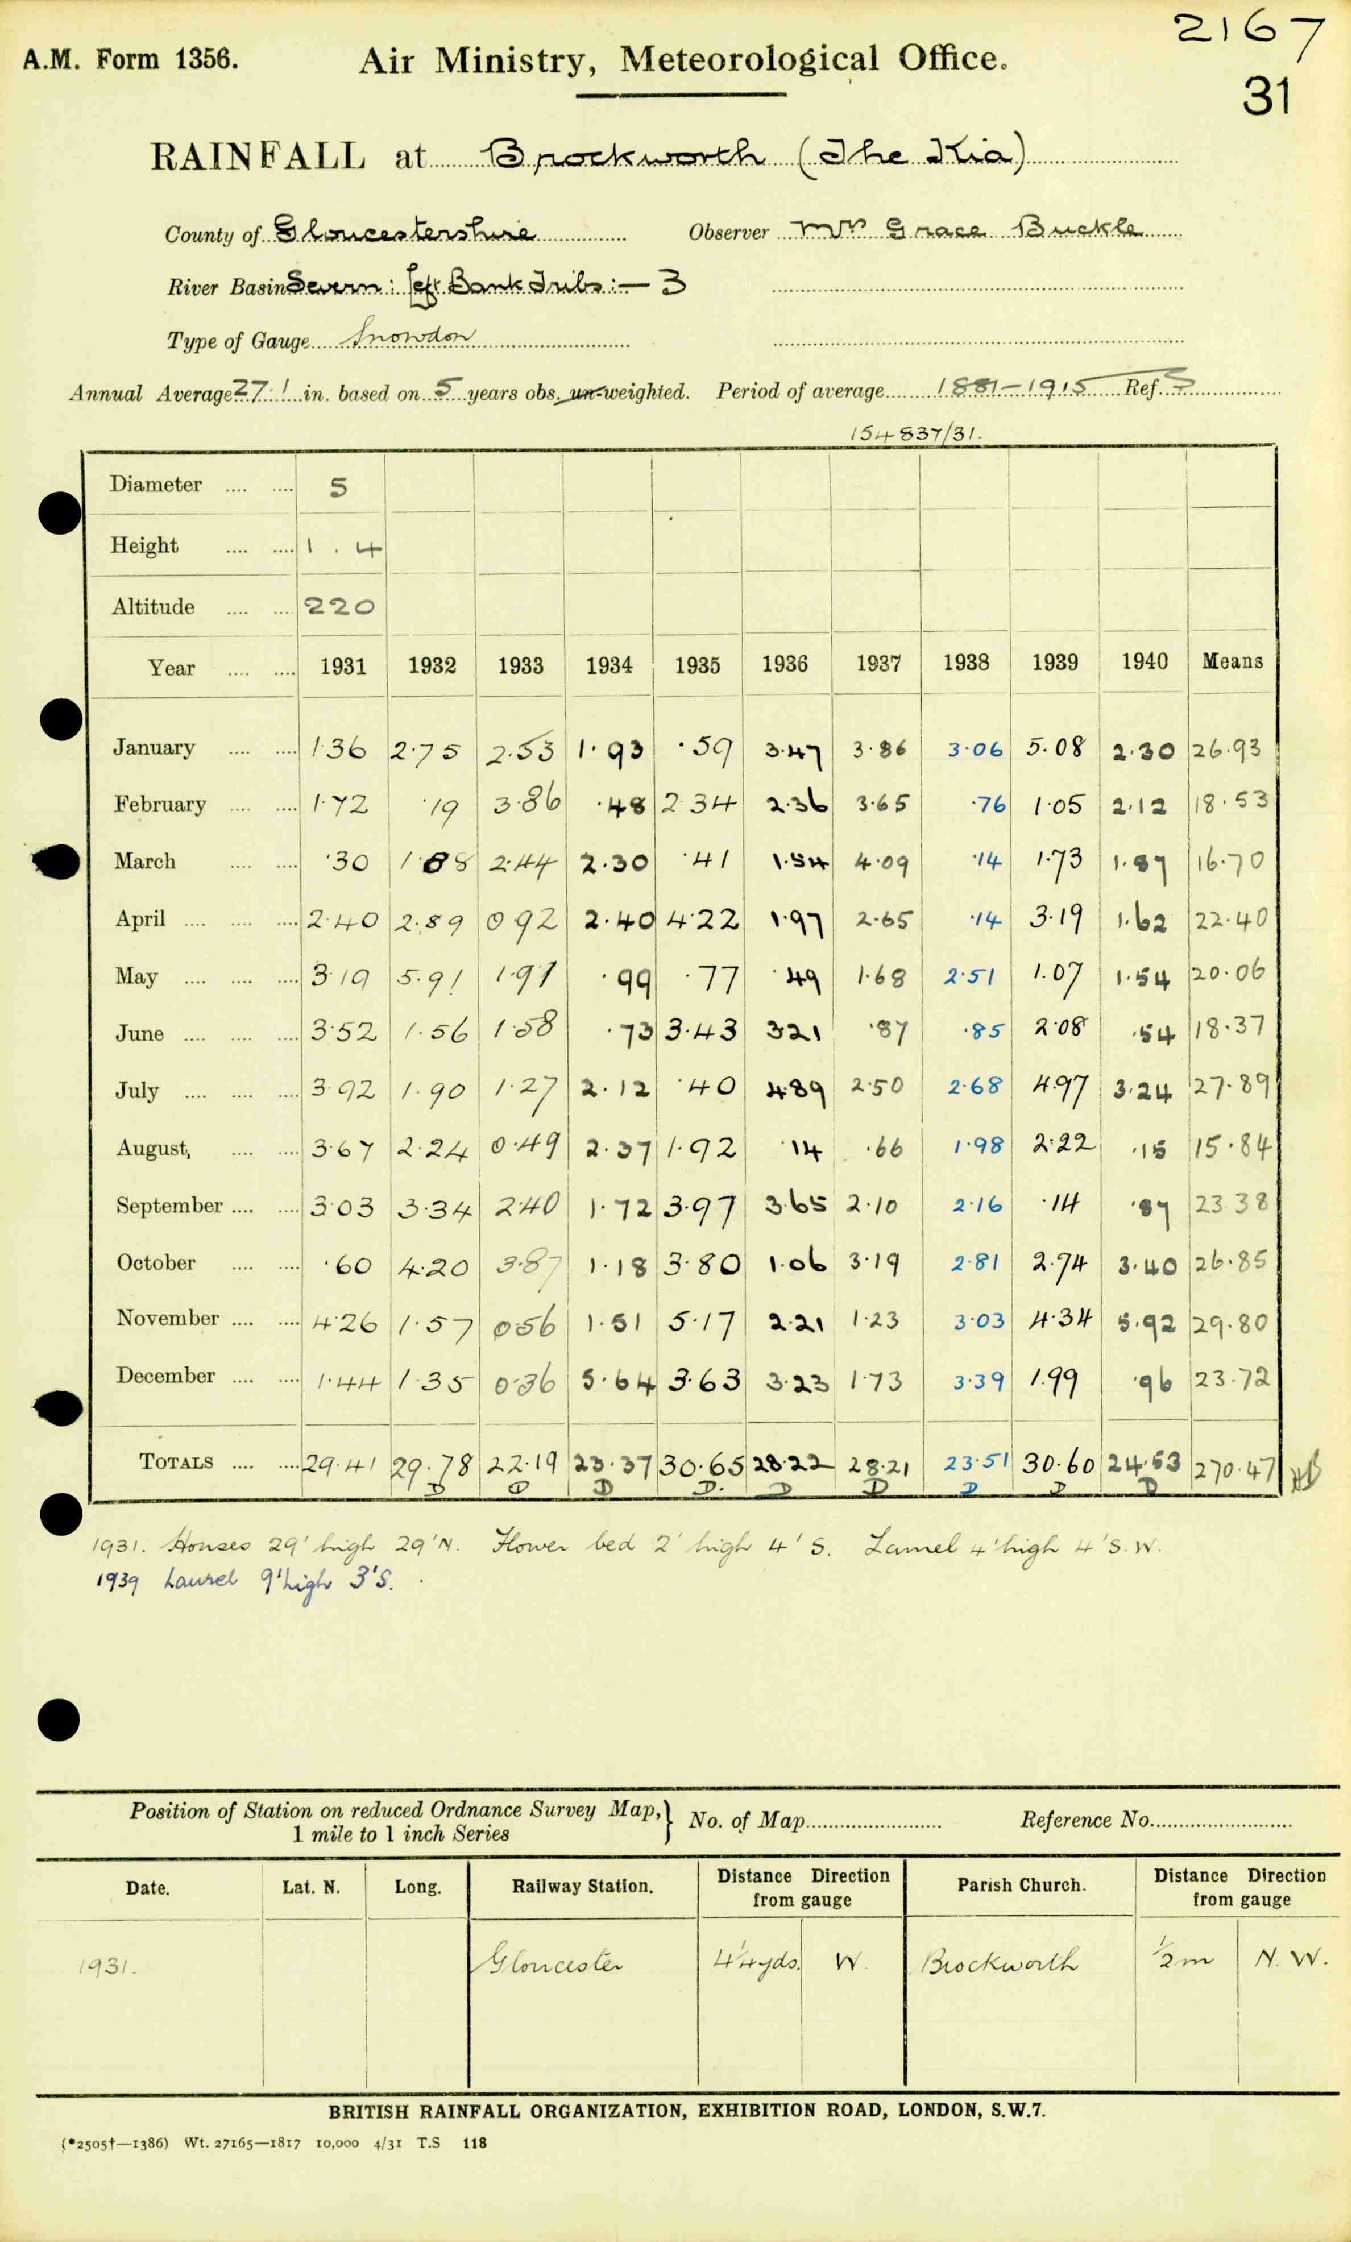 2167
A.M. Form 1356.
Air Ministry, Meteorological Office.
31
RAINFALL at Brockworth (The Kia)
County of Gloucestershire Observer Mrs Grace Buckle
River Basin Severn: Left Bank Tribs:— 3
Type of Gauge Snowdon
Annual Average 27.1 in. based on 5 years obs. un-weighted. Period of average 1881-1915 Ref. S
154837/31.
Diameter 5
Height 1 . 4
Altitude 220
Year 1931 1932 1933 1934 1935 1936 1937 1938 1939 1940 Means
January 1.36 2.75 2.53 1.93 .59 3.47 3.86 3.06 5.08 2.30 26.93
February 1.72 .19 3.86 .48 2.34 2.36 3.65 .76 1.05 2.12 18.53
March .30 1.88 2.44 2.30 .41 1.54 4.09 .14 1.73 1.87 16.70
April 2.40 2.89 0.92 2.40 4.22 1.97 2.65 .14 3.19 1.62 22.40
May 3.19 5.91 1.91 .99 .77 .49 1.68 2.51 1.07 1.54 20.06
June 3.52 1.56 1.58 .73 3.43 3.21 .87 .85 2.08 .54 18.37
July 3.92 1.90 1.27 2.12 .40 4.89 2.50 2.68 4.97 3.24 27.89
August, 3.67 2.24 0.49 2.37 1.92 .14 .66 1.98 2.22 .15 15.84
September 3.03 3.34 2.40 1.72 3.97 3.65 2.10 2.16 .14 .87 23.38
October .60 4.20 3.87 1.18 3.80 1.06 3.19 2.81 2.74 3.40 26.85
November 4.26 1.57 0.56 1.51 5.17 2.21 1.23 3.03 4.34 5.92 29.80
December 1.44 1.35 0.36 5.64 3.63 3.23 1.73 3.39 1.99 .96 23.72
TOTALS 29.41 29.78 22.19 23.37 30.65 28.22 28.21 23.51 30.60 24.53 270.47
D D D D. D D D D D
1931. Houses 29' high 29' N. Flower bed 2' high 4' S. Laurel 4' high 4' S.W.
1939 Laurel 9' high 3' S.
Position of Station on reduced Ordnance Survey Map, 1 mile to 1 inch Series } No. of Map Reference No.
Date. Lat. N. Long. Railway Station. Distance Direction from gauge Parish Church. Distance Direction from gauge
1931. Gloucester 4¼yds. W. Brockworth ½m N.W.
BRITISH RAINFALL ORGANIZATION, EXHIBITION ROAD, LONDON, S.W.7.
(*2505†—1386) Wt. 27165—1817 10,000 4/31 T.S 118